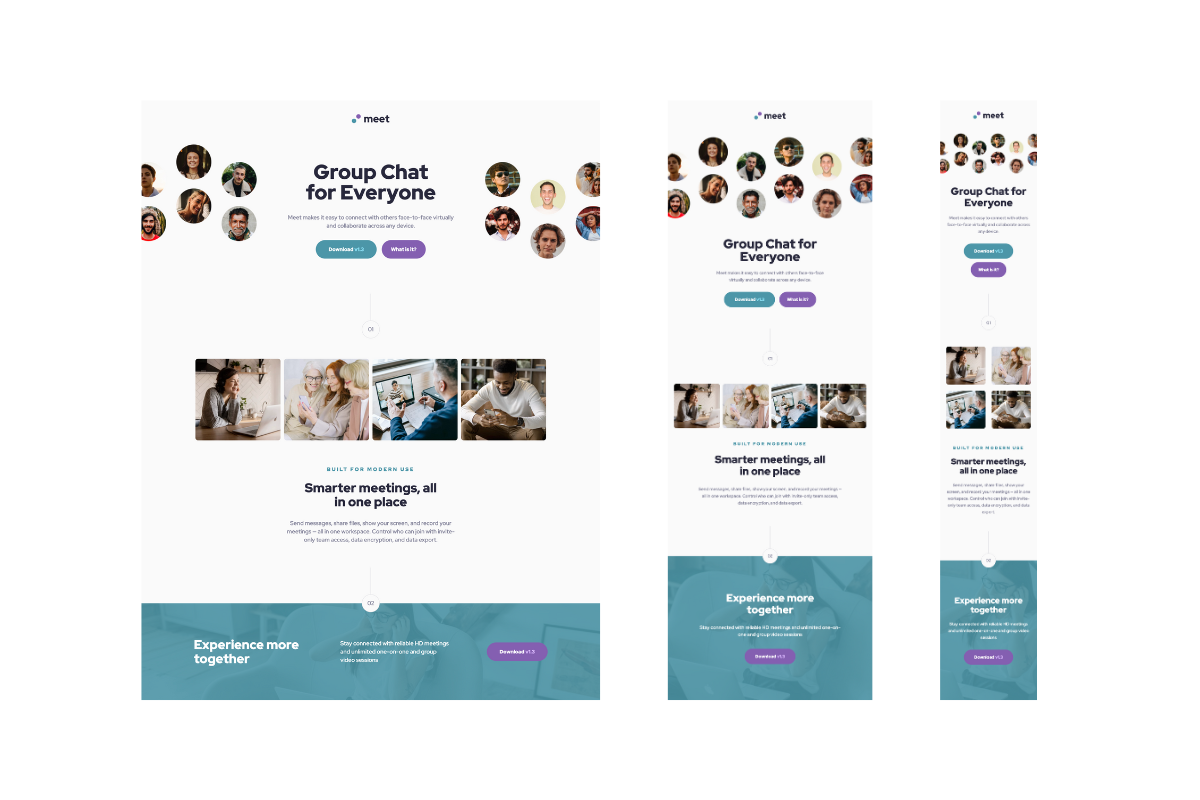 meet
Group Chat
for Everyone
Meet makes it easy to connect with others face-to-face virtually
and collaborate across any device.
Download v1.3
What is it?
01
BUILT FOR MODERN USE
Smarter meetings, all
in one place
Send messages, share files, show your screen, and record your
meetings — all in one workspace. Control who can join with invite-
only team access, data encryption, and data export.
02
Experience more
together
Stay connected with reliable HD meetings
and unlimited one-on-one and group
video sessions
Download v1.3
meet
Group Chat for
Everyone
Meet makes it easy to connect with others face-to-face
virtually and collaborate across any device.
Download v1.3
What is it?
01
BUILT FOR MODERN USE
Smarter meetings, all
in one place
Send messages, share files, show your screen, and record your meetings —
all in one workspace. Control who can join with invite-only team access,
data encryption, and data export.
02
Experience more
together
Stay connected with reliable HD meetings and unlimited one-on-
one and group video sessions
Download v1.3
meet
Group Chat for
Everyone
Meet makes it easy to connect with others
face-to-face virtually and collaborate across
any device.
Download v1.3
What is it?
01
BUILT FOR MODERN USE
Smarter meetings,
all in one place
Send messages, share files, show your
screen, and record your meetings — all in one
workspace. Control who can join with invite-
only team access, data encryption, and data
export.
02
Experience more
together
Stay connected with reliable HD meetings
and unlimited one-on-one and group video
sessions
Download v1.3